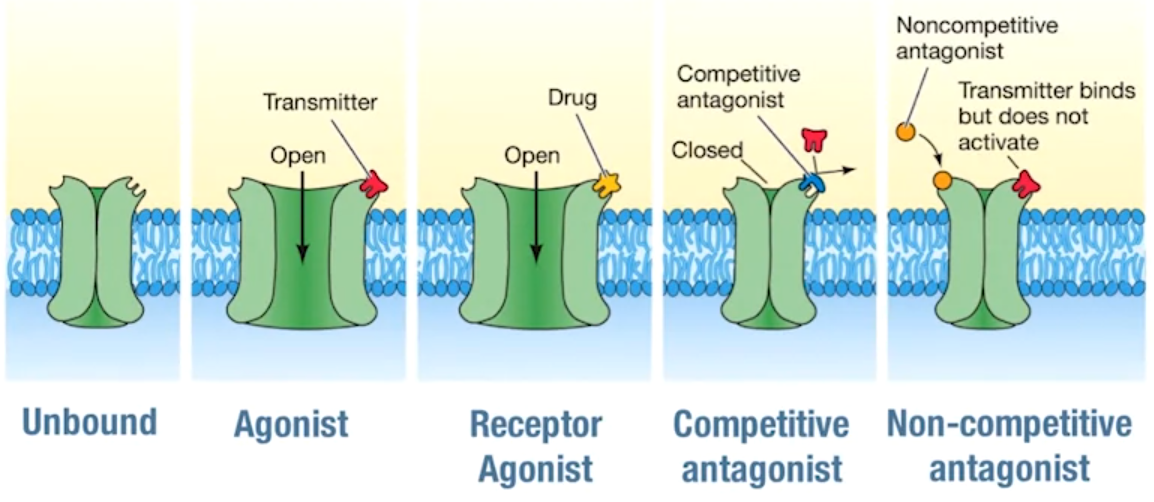 Transmitter
Open
Drug
Open
Competitive
antagonist
Closed
Noncompetitive
antagonist
Transmitter binds
but does not
activate
Unbound
Agonist
Receptor
Agonist
Competitive
antagonist
Non-competitive
antagonist